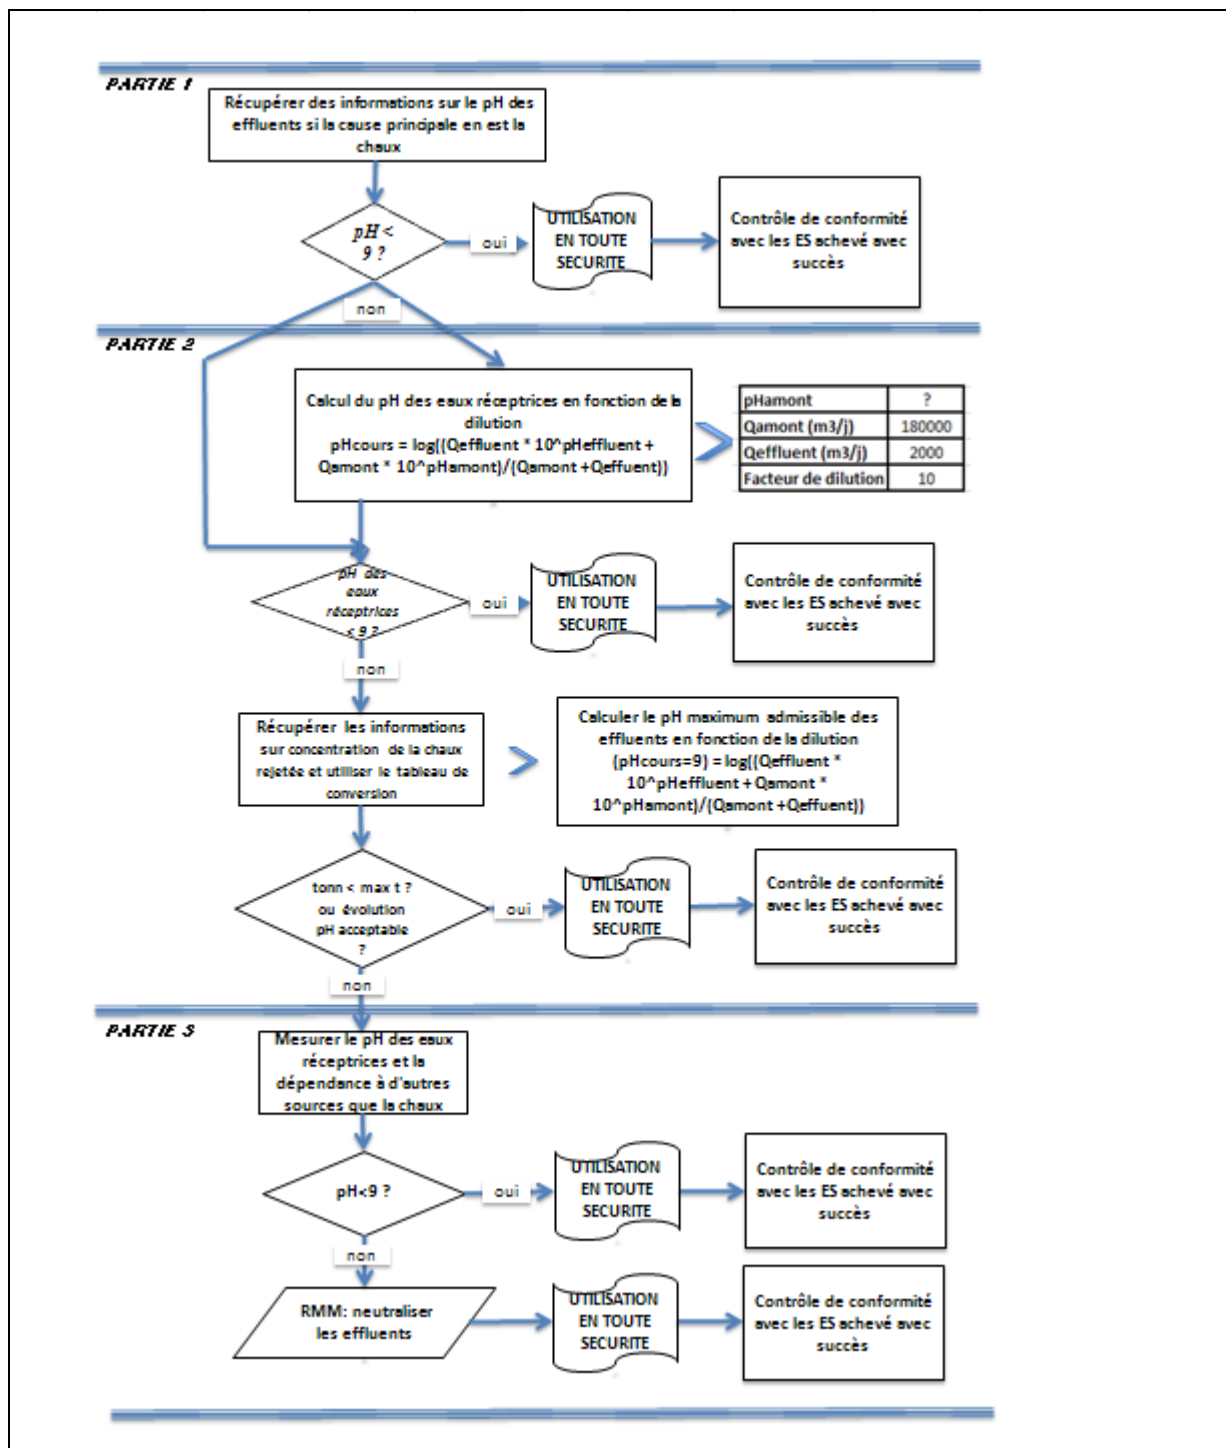 PARTIE 1
Récupérer des informations sur le pH des
effluents si la cause principale en est la
chaux
pH <
9 ?
oui
UTILISATION
EN TOUTE
SECURITE
Contrôle de conformité
avec les ES achevé avec
succès
non
PARTIE 2
Calcul du pH des eaux réceptrices en fonction de la
dilution
pHcours = log((Qeffluent * 10^pHeffluent +
Qamont * 10^pHamont)/(Qamont +Qeffuent))
pHamont ?
Qamont (m3/j) 180000
Qeffluent (m3/j) 2000
Facteur de dilution 10
pH des
eaux
réceptrices
< 9 ?
oui
UTILISATION
EN TOUTE
SECURITE
Contrôle de conformité
avec les ES achevé avec
succès
non
Récupérer les informations
sur concentration de la chaux
rejetée et utiliser le tableau de
conversion
Calculer le pH maximum admissible des
effluents en fonction de la dilution
(pHcours=9) = log((Qeffluent *
10^pHeffluent + Qamont *
10^pHamont)/(Qamont +Qeffuent))
tonn < max t ?
ou évolution
pH acceptable
?
oui
UTILISATION
EN TOUTE
SECURITE
Contrôle de conformité
avec les ES achevé avec
succès
non
PARTIE 3
Mesurer le pH des eaux
réceptrices et la
dépendance à d'autres
sources que la chaux
pH<9 ?
oui
UTILISATION
EN TOUTE
SECURITE
Contrôle de conformité
avec les ES achevé avec
succès
non
RMM: neutraliser
les effluents
UTILISATION
EN TOUTE
SECURITE
Contrôle de conformité
avec les ES achevé avec
succès